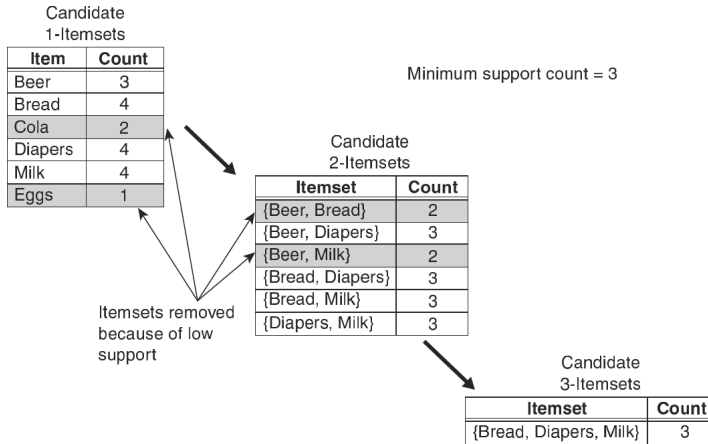 Candidate
1-Itemsets
Item Count
Beer 3
Bread 4
Cola 2
Diapers 4
Milk 4
Eggs 1
Minimum support count = 3
Candidate
2-Itemsets
Itemset Count
{Beer, Bread} 2
{Beer, Diapers} 3
{Beer, Milk} 2
{Bread, Diapers} 3
{Bread, Milk} 3
{Diapers, Milk} 3
Itemsets removed
because of low
support
Candidate
3-Itemsets
Itemset Count
{Bread, Diapers, Milk} 3